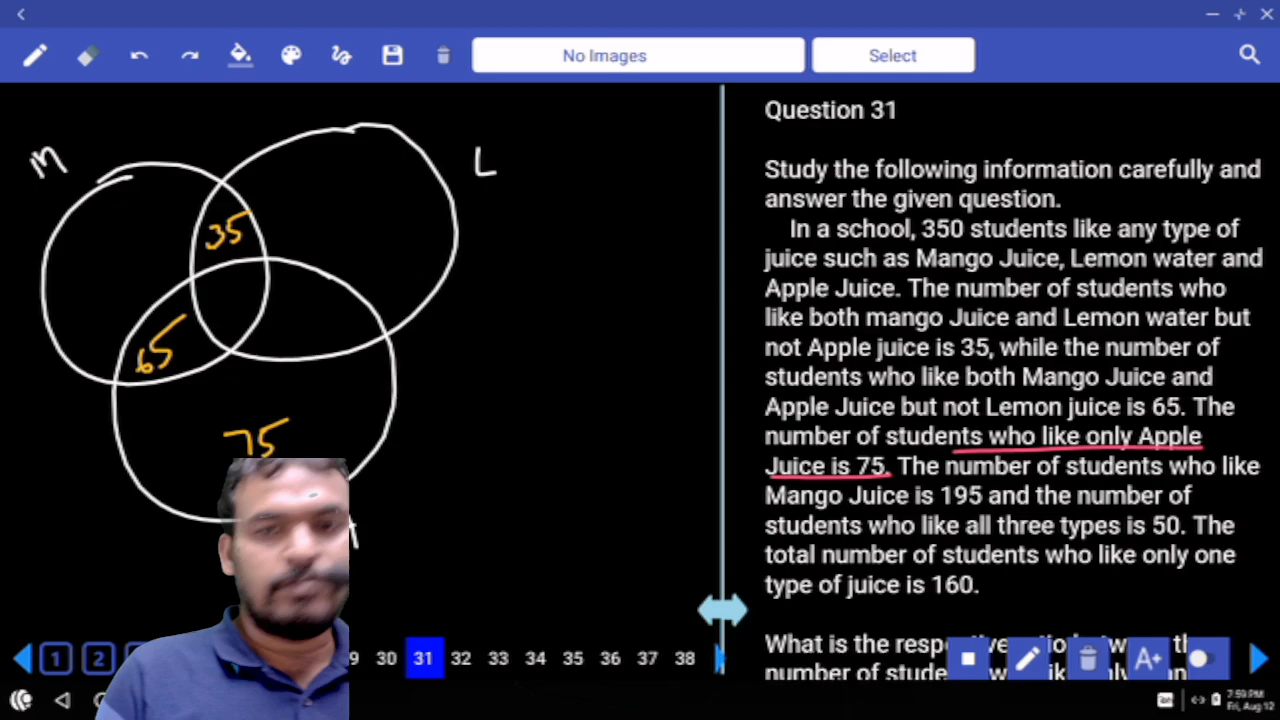 No Images
Select
M
L
35
65
75
Question 31
Study the following information carefully and
answer the given question.
In a school, 350 students like any type of
juice such as Mango Juice, Lemon water and
Apple Juice. The number of students who
like both mango Juice and Lemon water but
not Apple juice is 35, while the number of
students who like both Mango Juice and
Apple Juice but not Lemon juice is 65. The
number of students who like only Apple
Juice is 75. The number of students who like
Mango Juice is 195 and the number of
students who like all three types is 50. The
total number of students who like only one
type of juice is 160.
What is the
number of
1 2 30 31 32 33 34 35 36 37 38
A+
7:59 PM
Fri, Aug 12